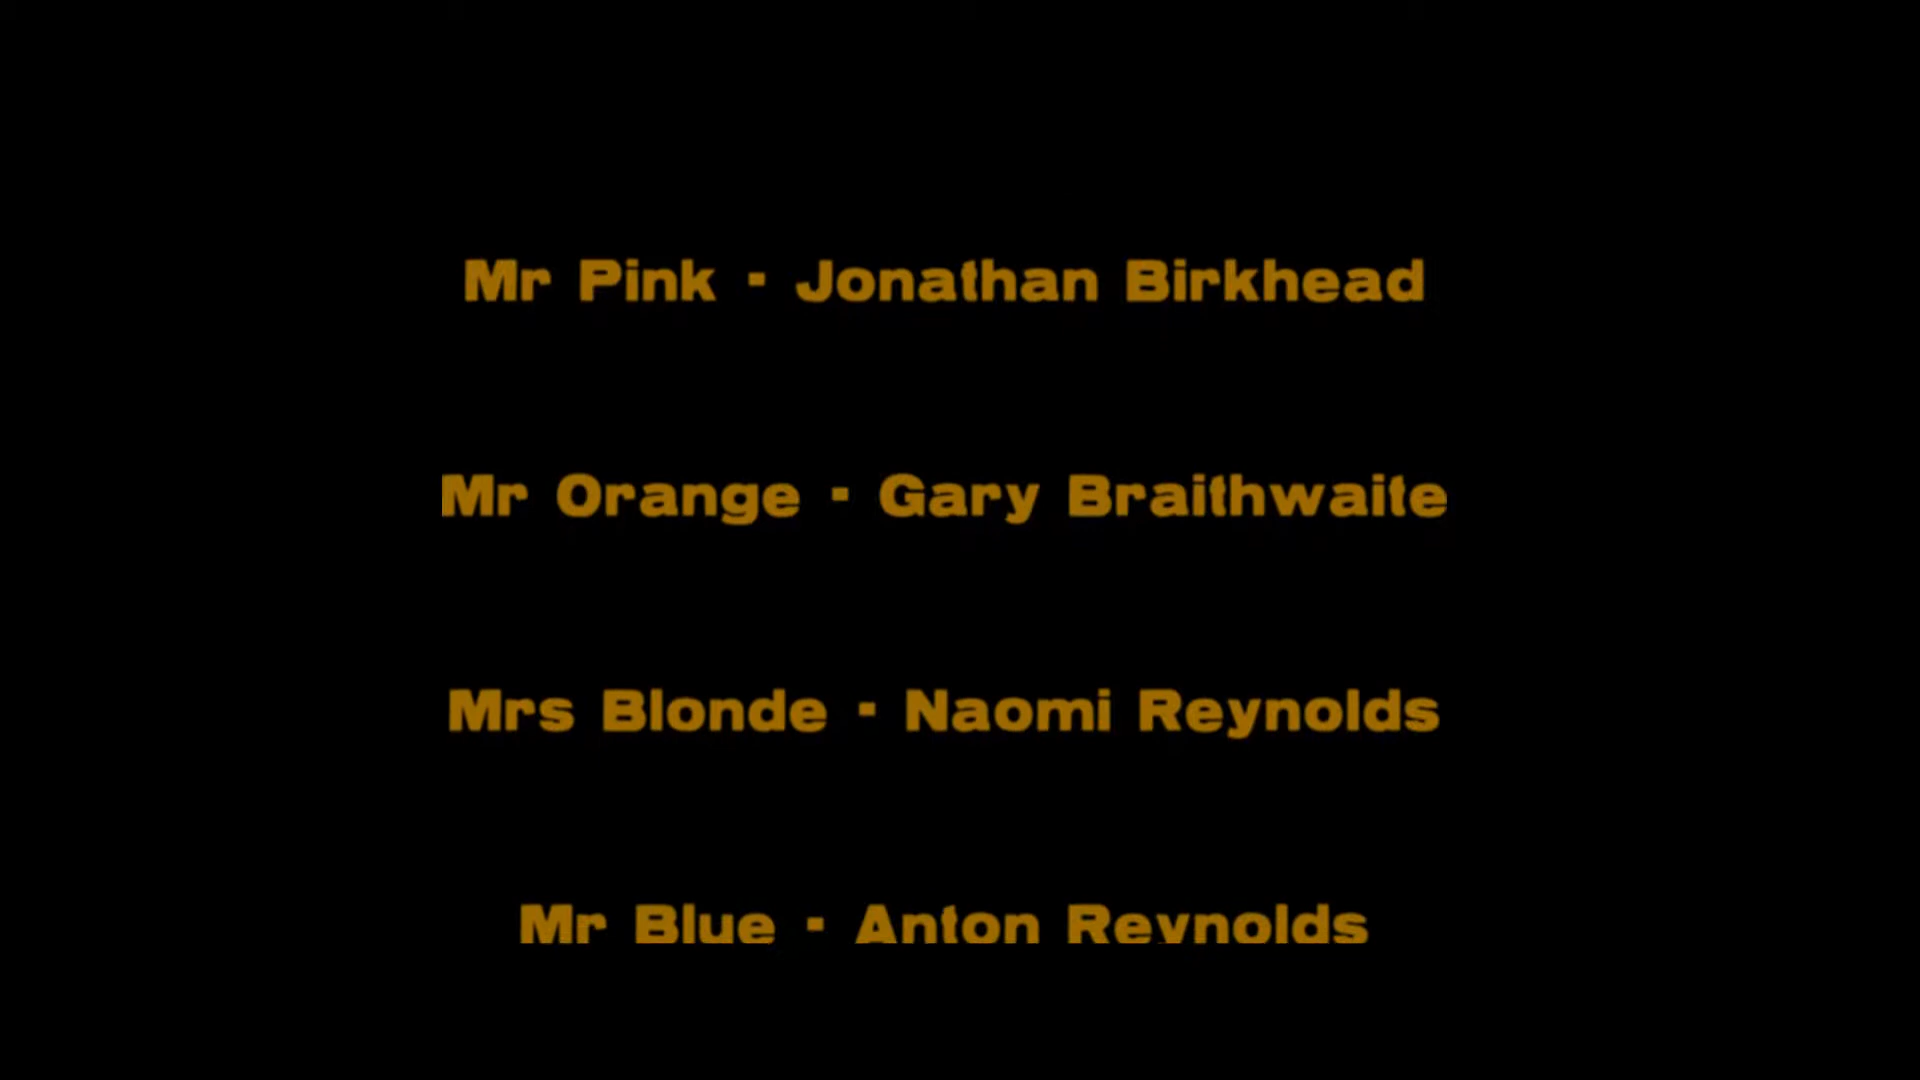 Mr Pink - Jonathan Birkhead
Mr Orange - Gary Braithwaite
Mrs Blonde - Naomi Reynolds
Mr Blue - Anton Reynolds